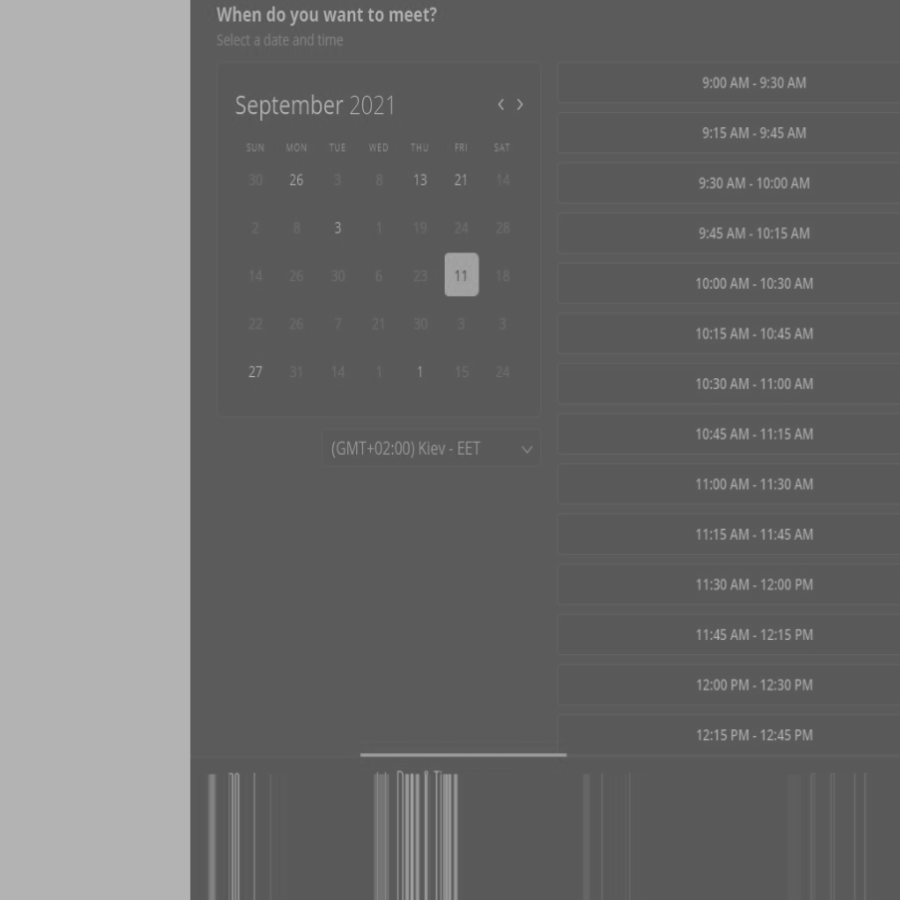 When do you want to meet?
Select a date and time
September 2021
SUN MON TUE WED THU FRI SAT
30 26 3 8 13 21 14
2 8 3 1 19 24 28
14 26 30 6 23 11 18
22 26 7 21 30 3 3
27 31 14 1 1 15 24
(GMT+02:00) Kiev - EET
9:00 AM - 9:30 AM
9:15 AM - 9:45 AM
9:30 AM - 10:00 AM
9:45 AM - 10:15 AM
10:00 AM - 10:30 AM
10:15 AM - 10:45 AM
10:30 AM - 11:00 AM
10:45 AM - 11:15 AM
11:00 AM - 11:30 AM
11:15 AM - 11:45 AM
11:30 AM - 12:00 PM
11:45 AM - 12:15 PM
12:00 PM - 12:30 PM
12:15 PM - 12:45 PM